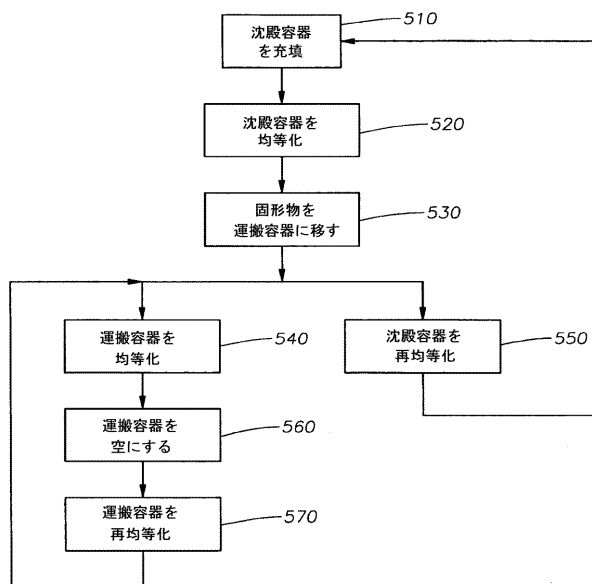 沈殿容器
を充填
510
沈殿容器を
均等化
520
固形物を
運搬容器に移す
530
運搬容器を
均等化
540
沈殿容器を
再均等化
550
運搬容器を
空にする
560
運搬容器を
再均等化
570